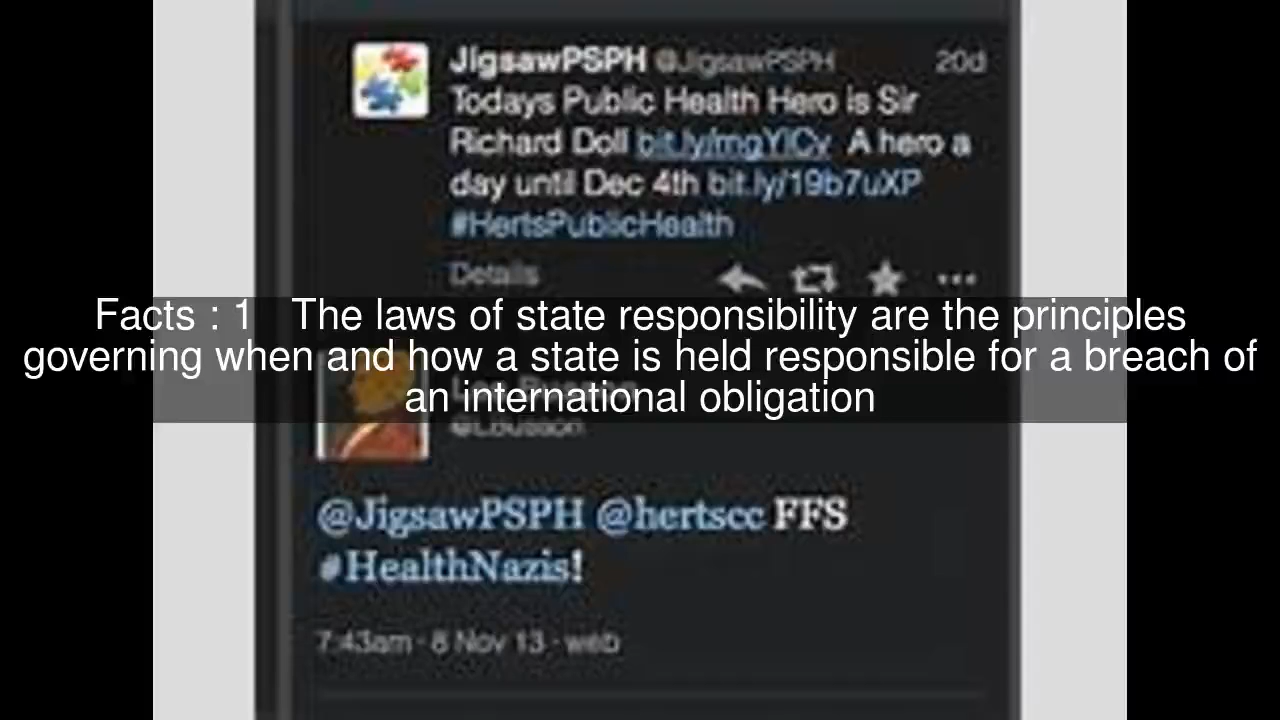 JigsawPSPH @JigsawPSPH 20d
Todays Public Health Hero is Sir
Richard Doll bit.ly/mgYlCy A hero a
day until Dec 4th bit.ly/19b7uXP
#HertsPublicHealth
Details
Facts : 1 The laws of state responsibility are the principles
governing when and how a state is held responsible for a breach of
an international obligation
@LBusson
@JigsawPSPH @hertscc FFS
#HealthNazis!
7:43am · 8 Nov 13 · web